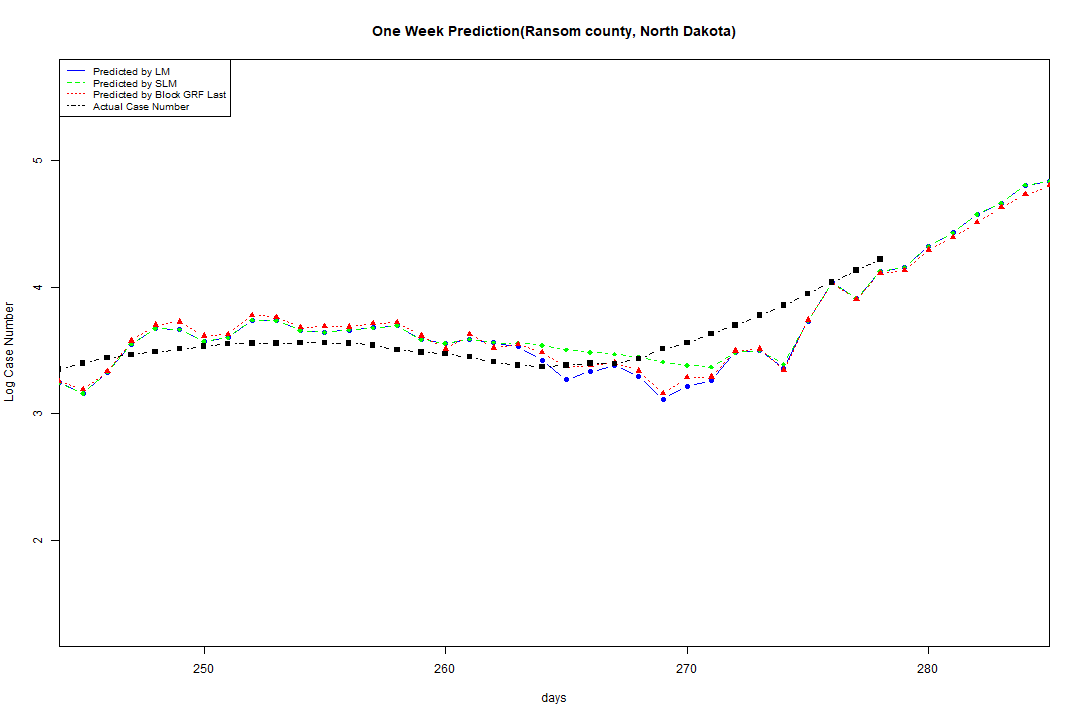 One Week Prediction(Ransom county, North Dakota)
Predicted by LM
Predicted by SLM
Predicted by Block GRF Last
Actual Case Number
5
4
3
2
Log Case Number
250 260 270 280
days